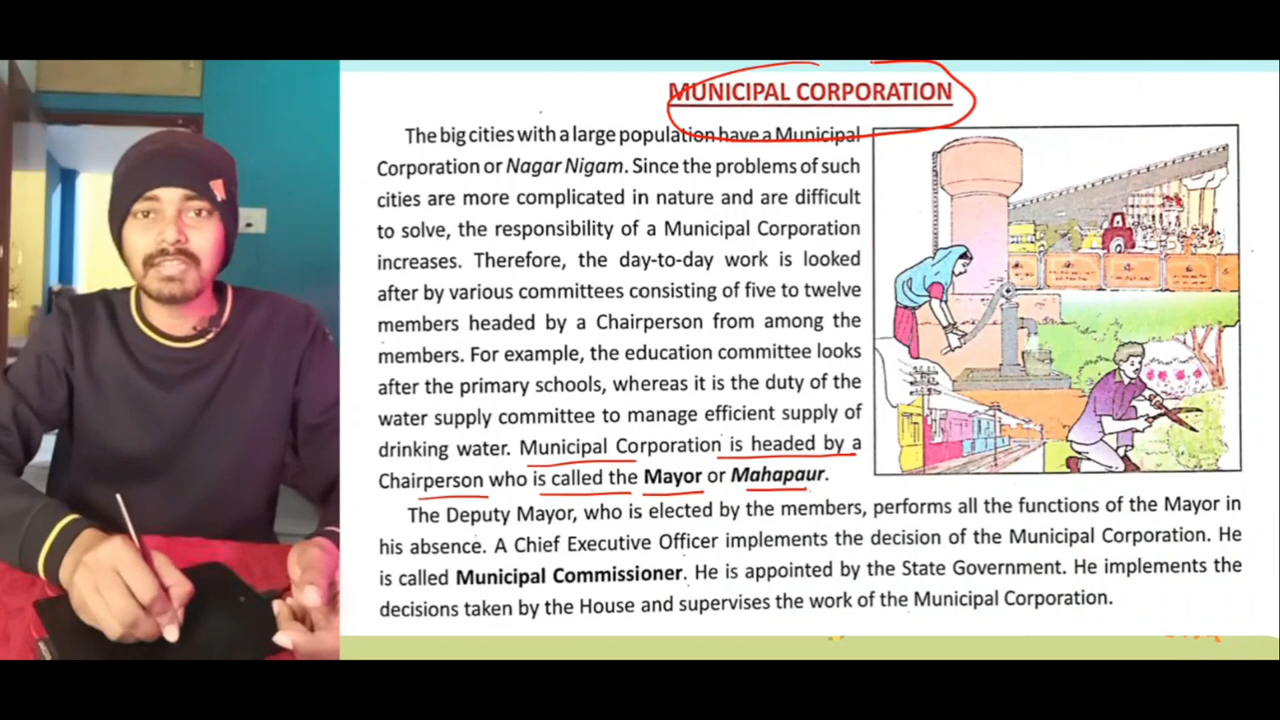 MUNICIPAL CORPORATION
The big cities with a large population have a Municipal
Corporation or Nagar Nigam. Since the problems of such
cities are more complicated in nature and are difficult
to solve, the responsibility of a Municipal Corporation
increases. Therefore, the day-to-day work is looked
after by various committees consisting of five to twelve
members headed by a Chairperson from among the
members. For example, the education committee looks
after the primary schools, whereas it is the duty of the
water supply committee to manage efficient supply of
drinking water. Municipal Corporation is headed by a
Chairperson who is called the Mayor or Mahapaur.
The Deputy Mayor, who is elected by the members, performs all the functions of the Mayor in
his absence. A Chief Executive Officer implements the decision of the Municipal Corporation. He
is called Municipal Commissioner. He is appointed by the State Government. He implements the
decisions taken by the House and supervises the work of the Municipal Corporation.